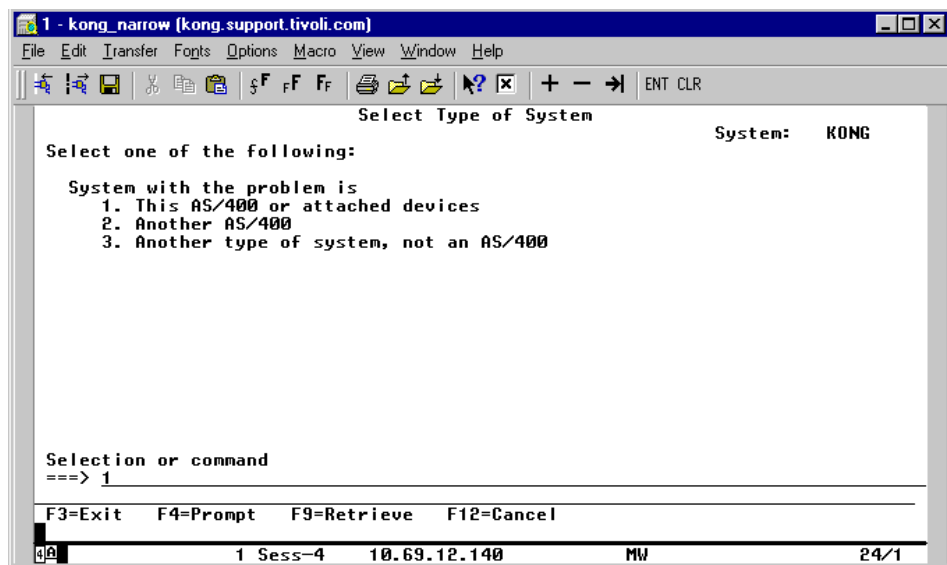 1 - kong_narrow (kong.support.tivoli.com)
File Edit Transfer Fonts Options Macro View Window Help
ENT CLR
Select Type of System
System: KONG
Select one of the following:
System with the problem is
1. This AS/400 or attached devices
2. Another AS/400
3. Another type of system, not an AS/400
Selection or command
===> 1
F3=Exit F4=Prompt F9=Retrieve F12=Cancel
4A 1 Sess-4 10.69.12.140 MW 24/1